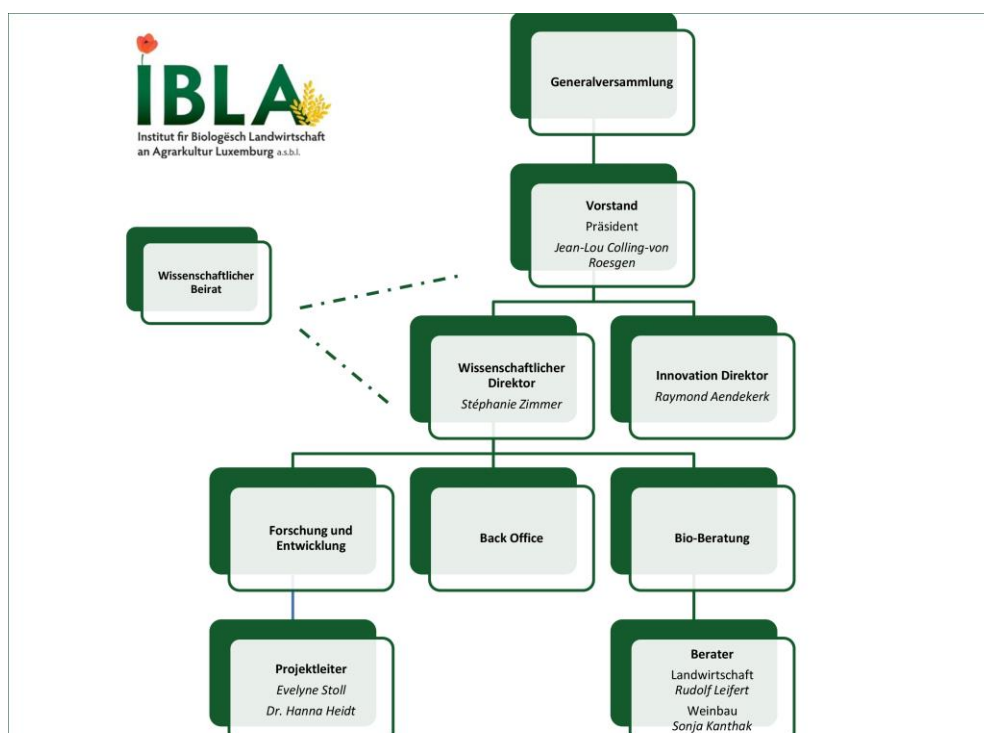 IBLA
Institut fir Biologësch Landwirtschaft
an Agrarkultur Luxemburg a.s.b.l.
Generalversammlung
Vorstand
Präsident
Jean-Lou Colling-von
Roesgen
Wissenschaftlicher
Beirat
Wissenschaftlicher
Direktor
Stéphanie Zimmer
Innovation Direktor
Raymond Aendekerk
Forschung und
Entwicklung
Back Office
Bio-Beratung
Projektleiter
Evelyne Stoll
Dr. Hanna Heidt
Berater
Landwirtschaft
Rudolf Leifert
Weinbau
Sonja Kanthak